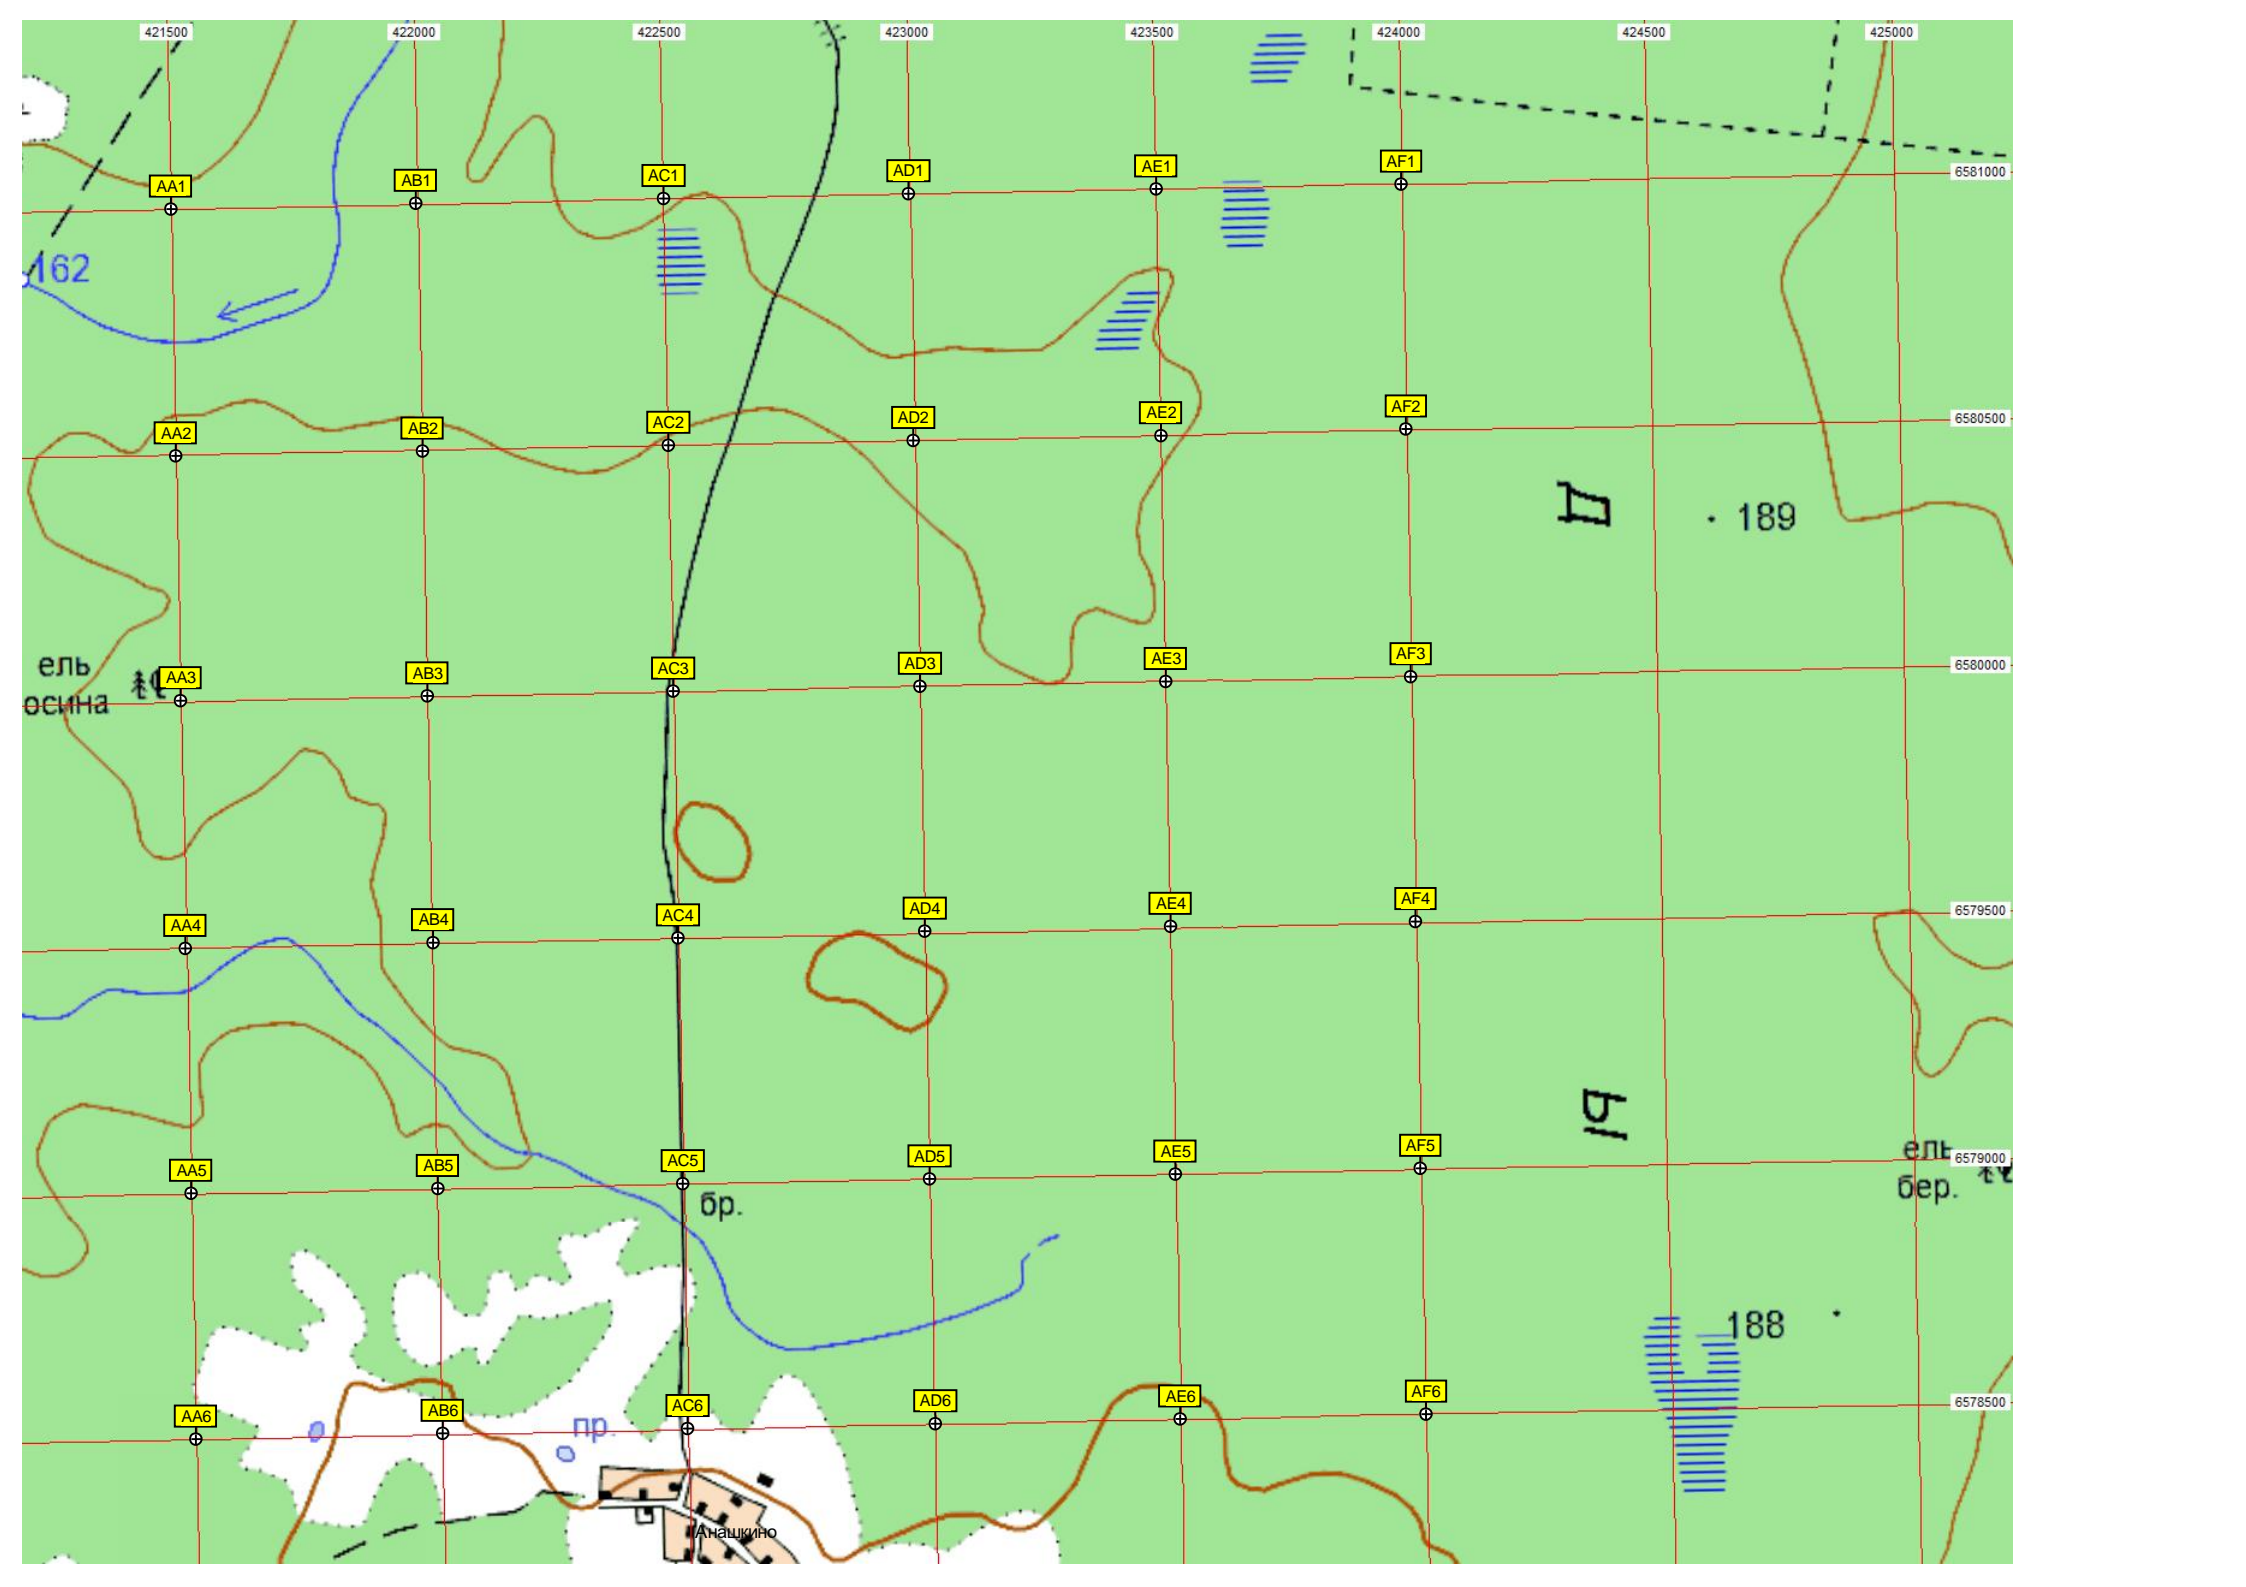 421500 422000 422500 423000 423500 424000 424500 425000
AA1 AB1 AC1 AD1 AE1 AF1 6581000
162
AA2 AB2 AC2 AD2 AE2 AF2 6580500
189
Д
ель
осина
AA3 AB3 AC3 AD3 AE3 AF3 6580000
AA4 AB4 AC4 AD4 AE4 AF4 6579500
AA5 AB5 AC5 AD5 AE5 AF5 6579000
ель
бер.
бр.
188
AA6 AB6 AC6 AD6 AE6 AF6 6578500
пр.
Анашкино